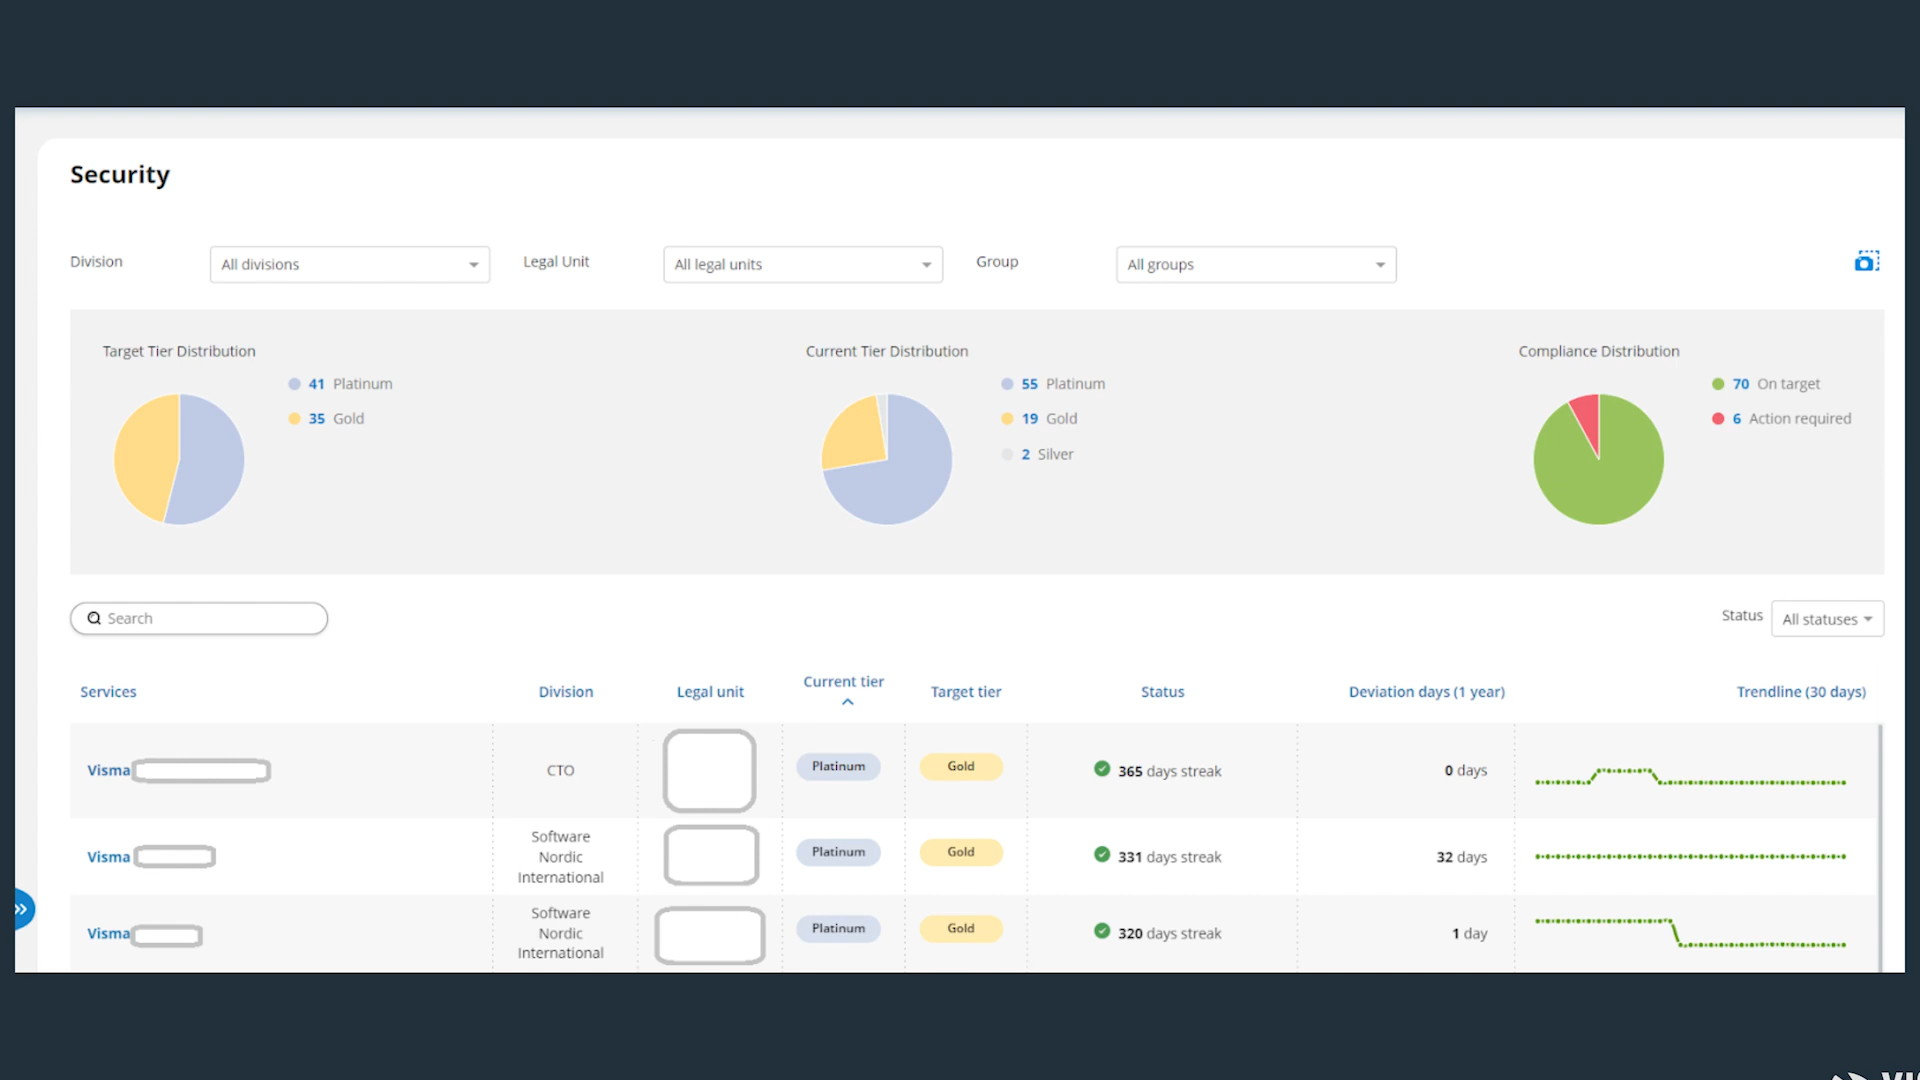 Security
Division
All divisions
Legal Unit
All legal units
Group
All groups
Target Tier Distribution
41 Platinum
35 Gold
Current Tier Distribution
55 Platinum
19 Gold
2 Silver
Compliance Distribution
70 On target
6 Action required
Search
Status
All statuses
Services
Division
Legal unit
Current tier
Target tier
Status
Deviation days (1 year)
Trendline (30 days)
Visma
CTO
Platinum
Gold
365 days streak
0 days
Visma
Software
Nordic
International
Platinum
Gold
331 days streak
32 days
Visma
Software
Nordic
International
Platinum
Gold
320 days streak
1 day